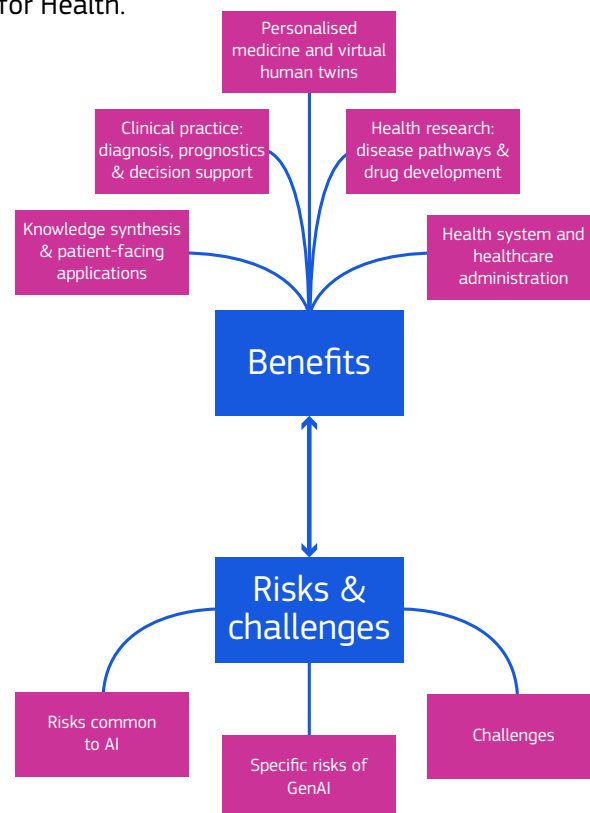 for Health.
Personalised
medicine and virtual
human twins
Clinical practice:
diagnosis, prognostics
& decision support
Health research:
disease pathways &
drug development
Knowledge synthesis
& patient-facing
applications
Health system and
healthcare
administration
Benefits
Risks &
challenges
Risks common
to AI
Specific risks of
GenAI
Challenges